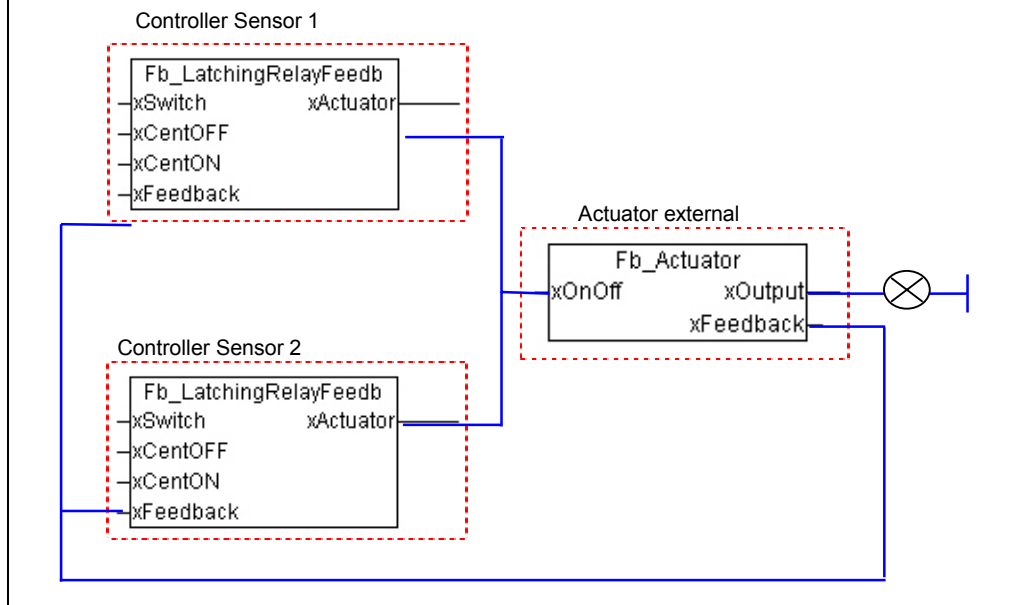 Controller Sensor 1
Fb_LatchingRelayFeedb
xSwitch xActuator
xCentOFF
xCentON
xFeedback
Actuator external
Fb_Actuator
xOnOff xOutput
xFeedback
Controller Sensor 2
Fb_LatchingRelayFeedb
xSwitch xActuator
xCentOFF
xCentON
xFeedback